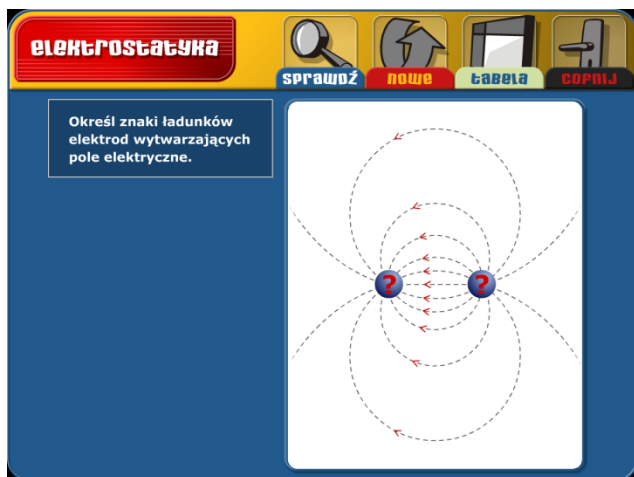 elektrostatyka
sprawdź nowe tabela cofnij
Określ znaki ładunków
elektrod wytwarzających
pole elektryczne.
? ?